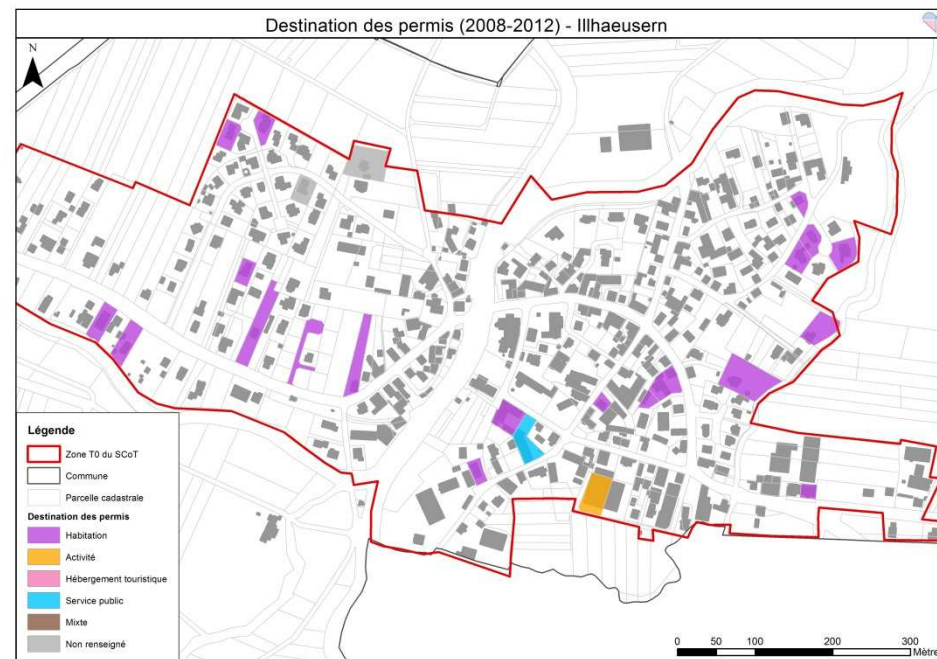 Destination des permis (2008-2012) - Illhaeusern
N
Légende
Zone T0 du SCoT
Commune
Parcelle cadastrale
Destination des permis
Habitation
Activité
Hébergement touristique
Service public
Mixte
Non renseigné
0 50 100 200 300
Mètre